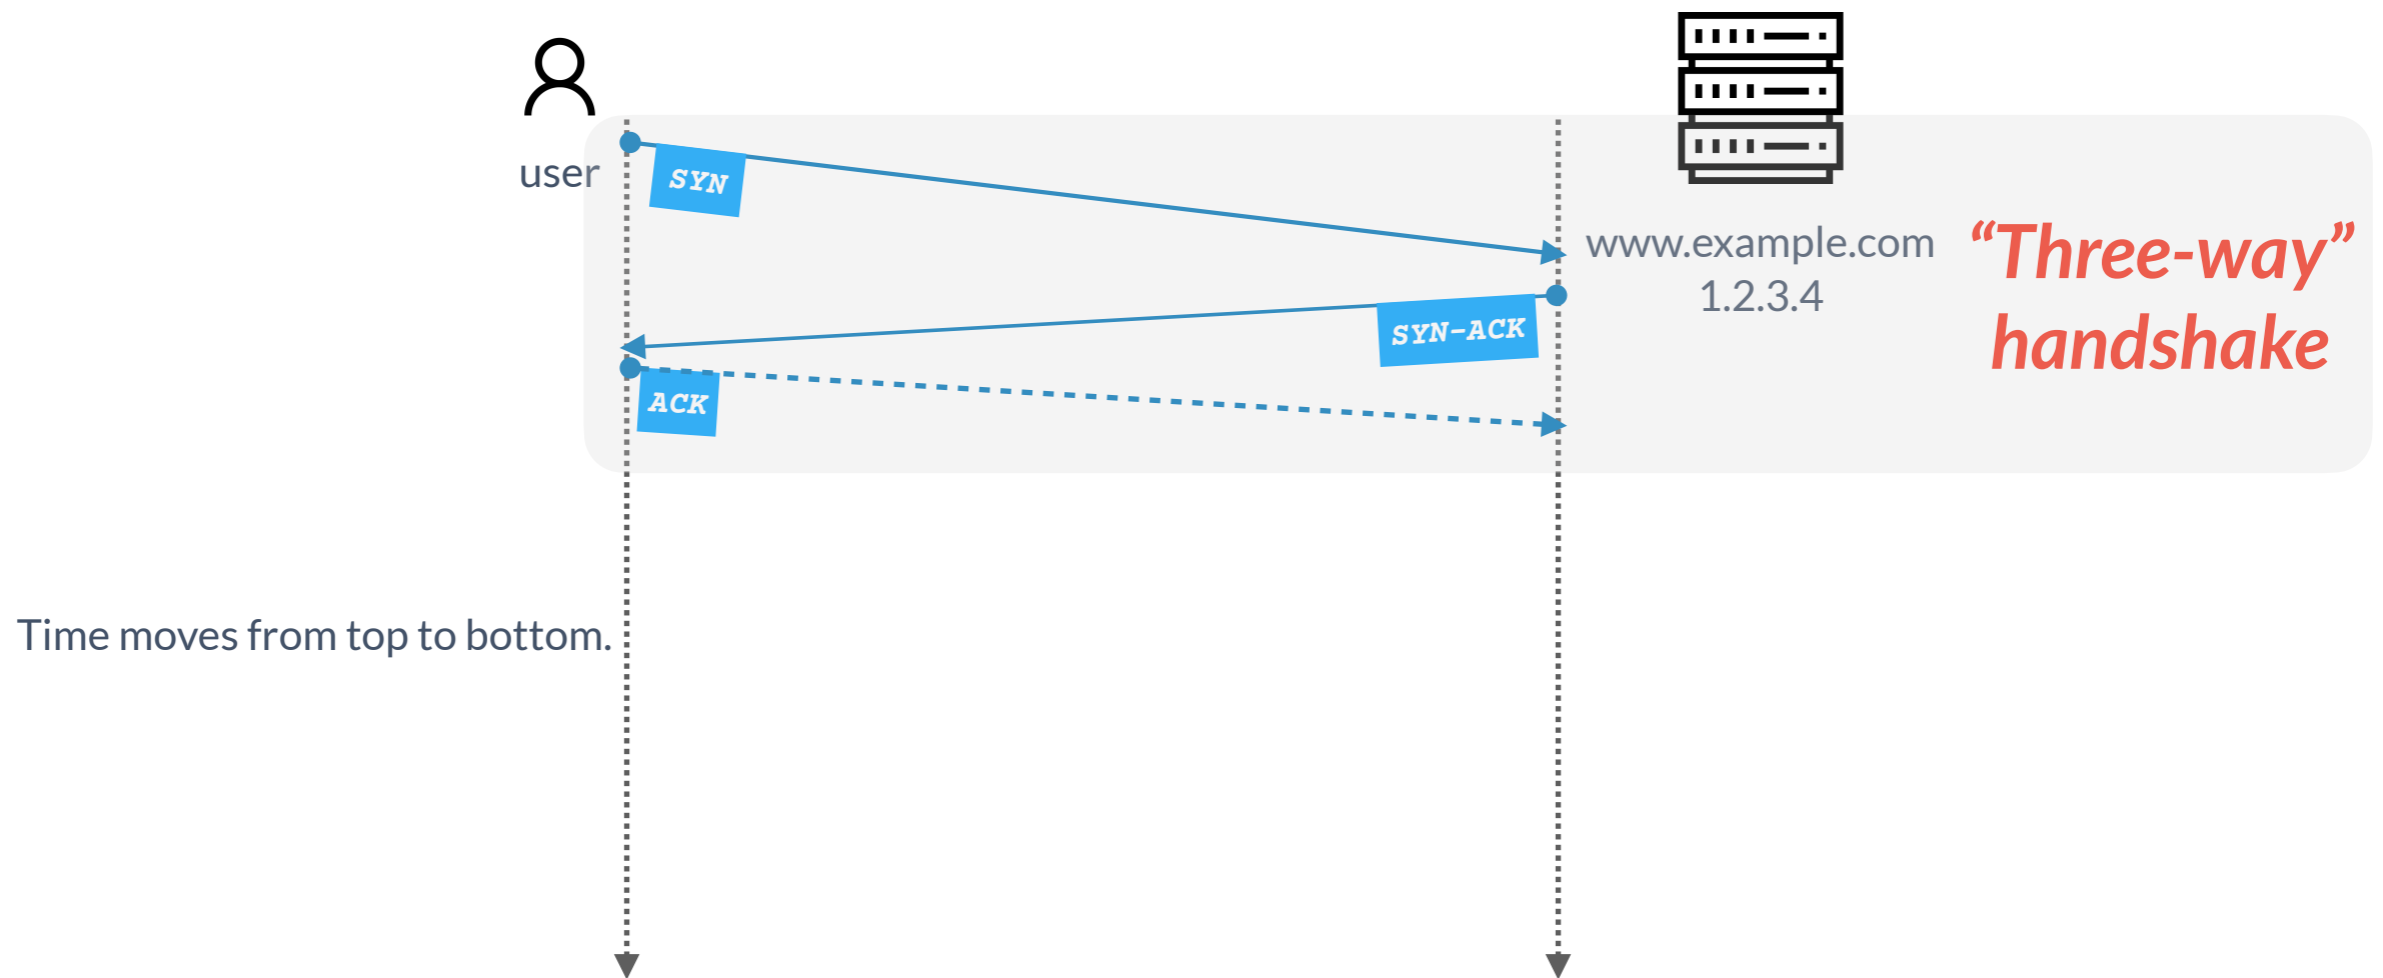 user
SYN
www.example.com
1.2.3.4
“Three-way”
handshake
SYN-ACK
ACK
Time moves from top to bottom.